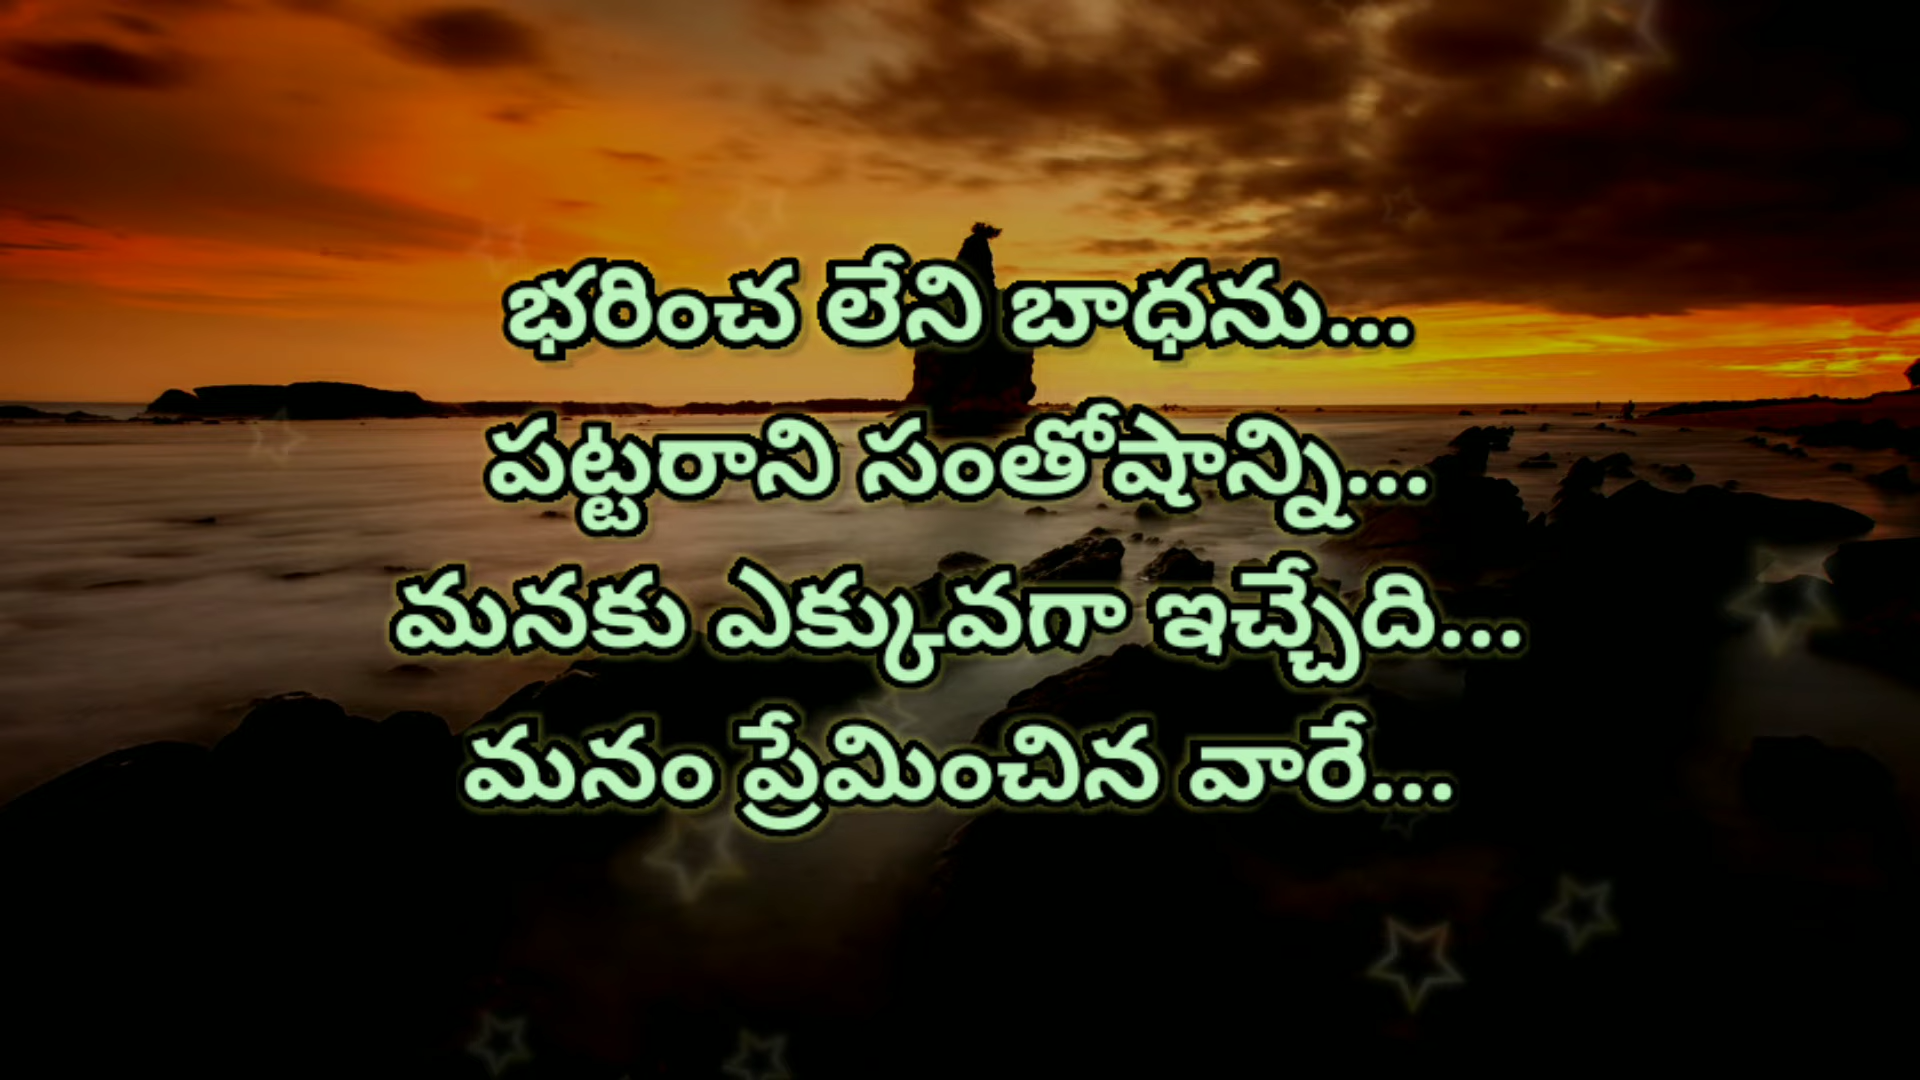 భరించ లేని బాధను...
పట్టరాని సంతోషాన్ని...
మనకు ఎక్కువగా ఇచ్చేది...
మనం ప్రేమించిన వారే...